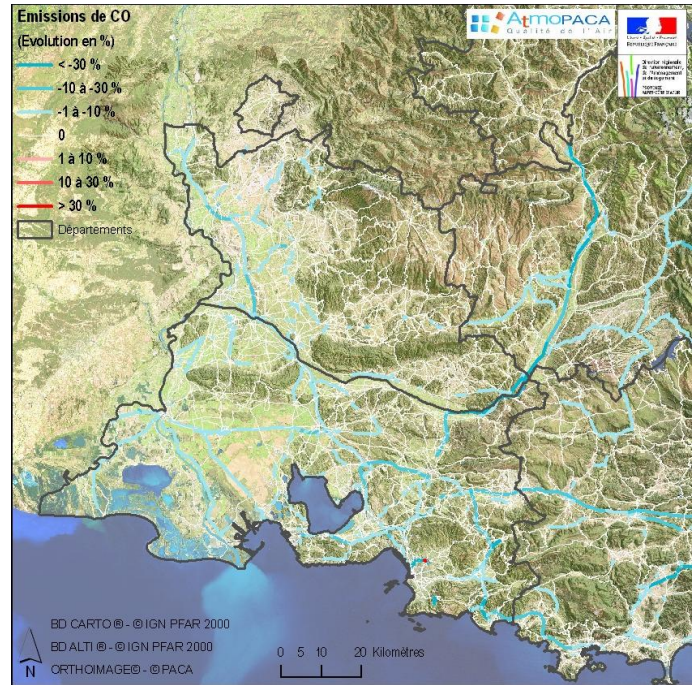 Emissions de CO
(Evolution en %)
< -30 %
-10 à -30 %
-1 à -10 %
0
1 à 10 %
10 à 30 %
> 30 %
Départements
AtmoPACA
Qualité de l'Air
BD CARTO ® - © IGN PFAR 2000
BD ALTI ® - © IGN PFAR 2000
ORTHOIMAGE© - © PACA
N
0 5 10 20 Kilomètres